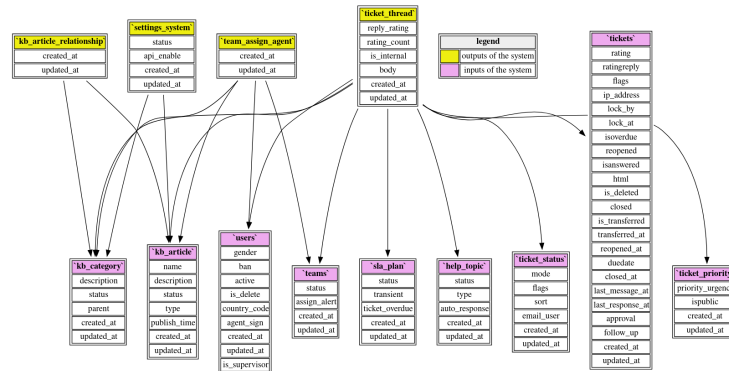 `kb_article_relationship`
created_at
updated_at
`settings_system`
status
api_enable
created_at
updated_at
`team_assign_agent`
created_at
updated_at
`ticket_thread`
reply_rating
rating_count
is_internal
body
created_at
updated_at
legend
outputs of the system
inputs of the system
`tickets`
rating
ratingreply
flags
ip_address
lock_by
lock_at
isoverdue
reopened
isanswered
html
is_deleted
closed
is_transferred
transferred_at
reopened_at
duedate
closed_at
last_message_at
last_response_at
approval
follow_up
created_at
updated_at
`kb_category`
description
status
parent
created_at
updated_at
`kb_article`
name
description
status
type
publish_time
created_at
updated_at
`users`
gender
ban
active
is_delete
country_code
agent_sign
created_at
updated_at
is_supervisor
`teams`
status
assign_alert
created_at
updated_at
`sla_plan`
status
transient
ticket_overdue
created_at
updated_at
`help_topic`
status
type
auto_response
created_at
updated_at
`ticket_status`
mode
flags
sort
email_user
created_at
updated_at
`ticket_priority
priority_urgenc
ispublic
created_at
updated_at